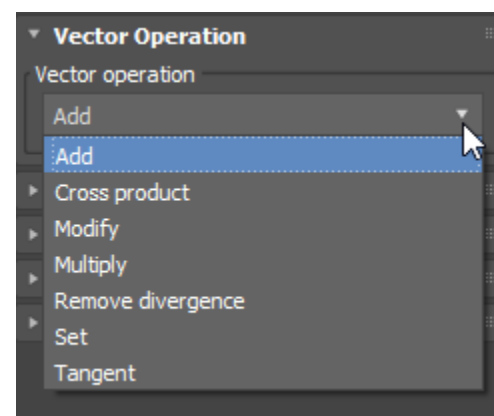 Vector Operation
Vector operation
Add
Add
Cross product
Modify
Multiply
Remove divergence
Set
Tangent